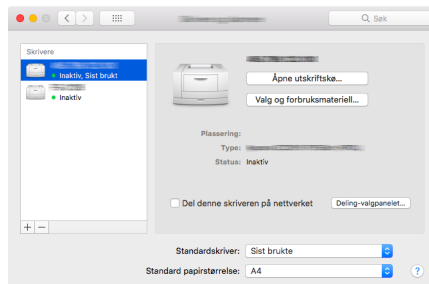 Søk
Skrivere
Inaktiv, Sist brukt
Inaktiv
Åpne utskriftskø...
Valg og forbruksmateriell...
Plassering:
Type:
Status: Inaktiv
Del denne skriveren på nettverket
Deling-valgpanelet...
+ −
Standardskriver: Sist brukte
Standard papirstørrelse: A4
?